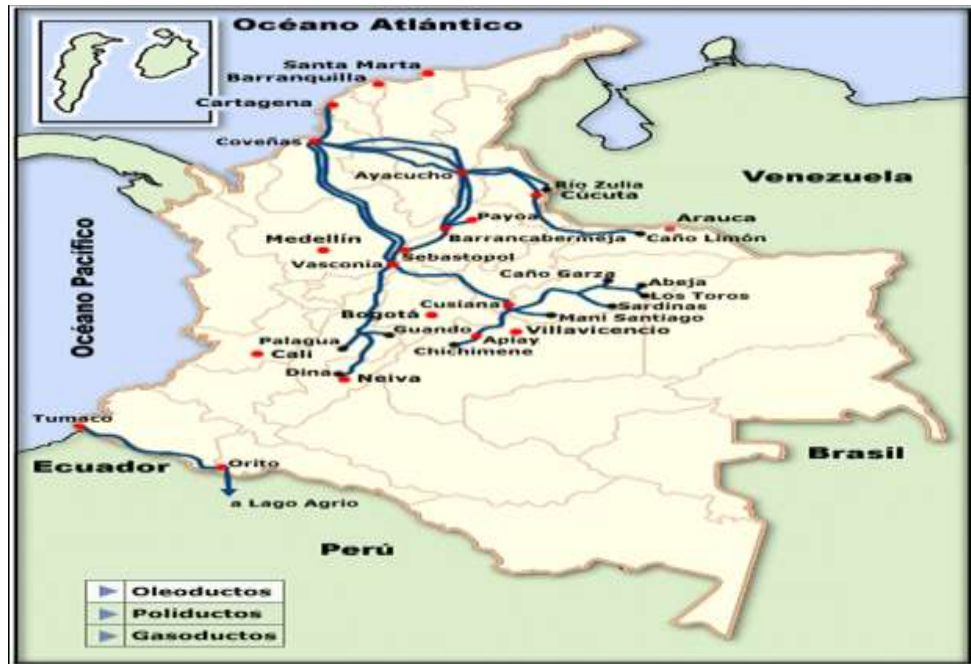 Océano Atlántico
Santa Marta
Barranquilla
Cartagena
Coveñas
Ayacucho
Río Zulia
Cúcuta
Venezuela
Payoa
Arauca
Barrancabermeja
Caño Limón
Medellín
Sebastopol
Vasconia
Caño Garza
Abeja
Los Toros
Cusiana
Sardinas
Bogotá
Mani Santiago
Guando
Villavicencio
Palagua
Apiay
Cali
Chichimene
Dina
Neiva
Océano Pacífico
Tumaco
Ecuador
Orito
Brasil
a Lago Agrio
Perú
Oleoductos
Poliductos
Gasoductos